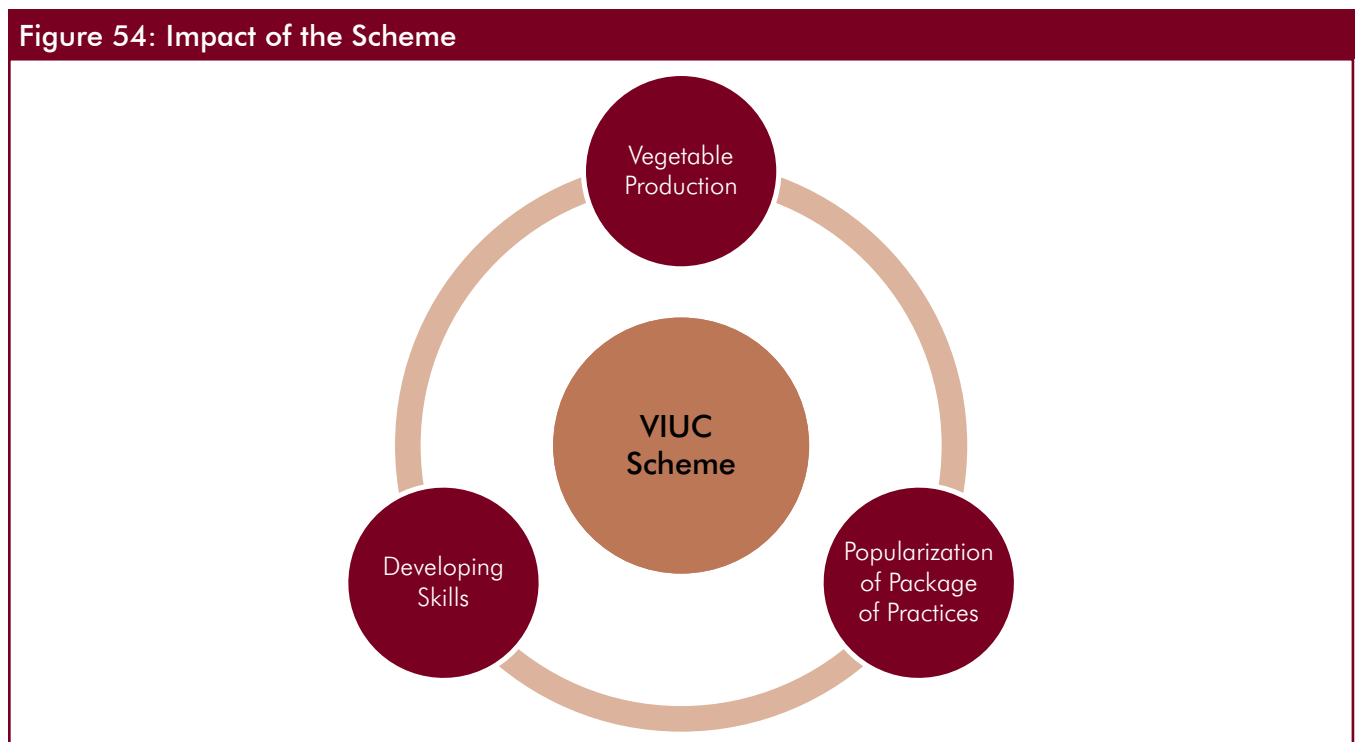 Figure 54: Impact of the Scheme
Vegetable
Production
VIUC
Scheme
Developing
Skills
Popularization
of Package
of Practices